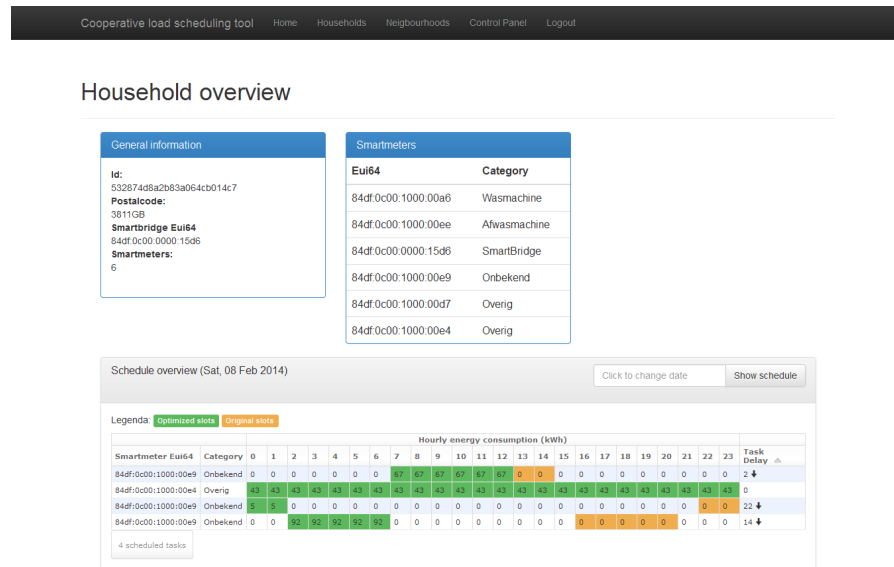 Cooperative load scheduling tool Home Households Neigbourhoods Control Panel Logout
Household overview
General information
Id:
532874d8a2b83a064cb014c7
Postalcode:
3811GB
Smartbridge Eui64
84df:0c00:0000:15d6
Smartmeters:
6
Smartmeters
Eui64 Category
84df:0c00:1000:00a6 Wasmachine
84df:0c00:1000:00ee Afwasmachine
84df:0c00:0000:15d6 SmartBridge
84df:0c00:1000:00e9 Onbekend
84df:0c00:1000:00d7 Overig
84df:0c00:1000:00e4 Overig
Schedule overview (Sat, 08 Feb 2014) Click to change date Show schedule
Legenda: Optimized slots Original slots
Hourly energy consumption (kWh)
Smartmeter Eui64 Category 0 1 2 3 4 5 6 7 8 9 10 11 12 13 14 15 16 17 18 19 20 21 22 23 Task Delay
84df:0c00:1000:00e9 Onbekend 0 0 0 0 0 0 0 67 67 67 67 67 67 0 0 0 0 0 0 0 0 0 0 0 2
84df:0c00:1000:00e4 Overig 43 43 43 43 43 43 43 43 43 43 43 43 43 43 43 43 43 43 43 43 43 43 43 43 0
84df:0c00:1000:00e9 Onbekend 5 5 0 0 0 0 0 0 0 0 0 0 0 0 0 0 0 0 0 0 0 0 0 0 22
84df:0c00:1000:00e9 Onbekend 0 0 92 92 92 92 92 0 0 0 0 0 0 0 0 0 0 0 0 0 0 0 0 0 14
4 scheduled tasks